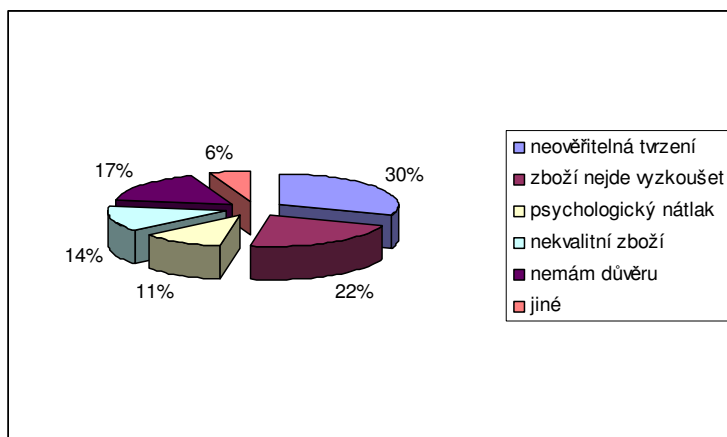 17%
6%
30%
14%
11%
22%
neověřitelná tvrzení
zboží nejde vyzkoušet
psychologický nátlak
nekvalitní zboží
nemám důvěru
jiné